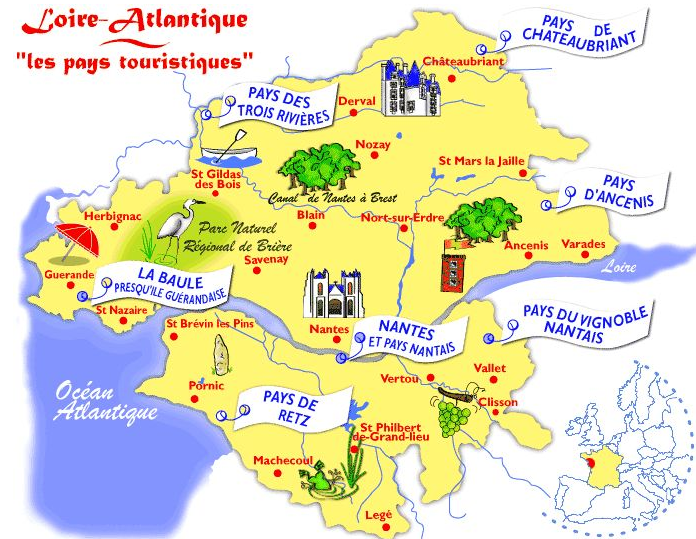 Loire-Atlantique
"les pays touristiques"
PAYS DE
CHATEAUBRIANT
Châteaubriant
PAYS DES
TROIS RIVIÈRES
Derval
Nozay
St Mars la Jaille
St Gildas
des Bois
Canal de Nantes à Brest
PAYS
D'ANCENIS
Herbignac
Parc Naturel
Régional de Brière
Blain
Nort-sur-Erdre
Ancenis
Varades
Savenay
Loire
Guerande
LA BAULE
PRESQU'ILE GUÉRANDAISE
St Nazaire
St Brévin les Pins
Nantes
NANTES
ET PAYS NANTAIS
PAYS DU VIGNOBLE
NANTAIS
Vertou
Vallet
Clisson
Océan
Atlantique
Pornic
PAYS DE
RETZ
St Philbert
de-Grand-lieu
Machecoul
Legé